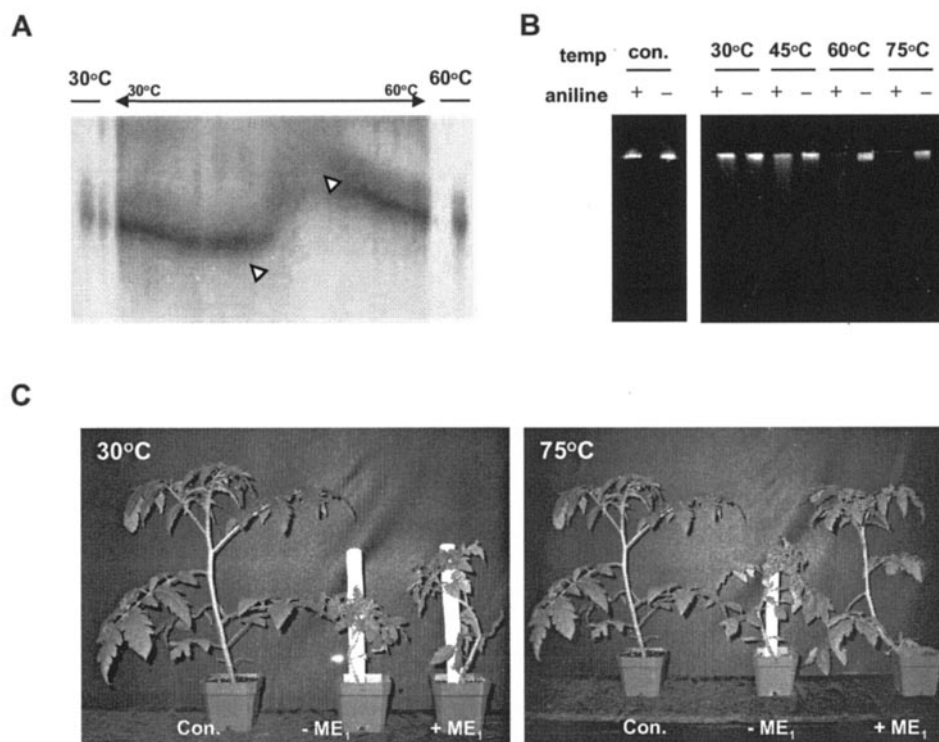 A
30°C
30°C 60°C
60°C
B
temp con. 30°C 45°C 60°C 75°C
aniline + − + − + − + − + −
C
30°C
Con. - ME1 + ME1
75°C
Con. - ME1 + ME1